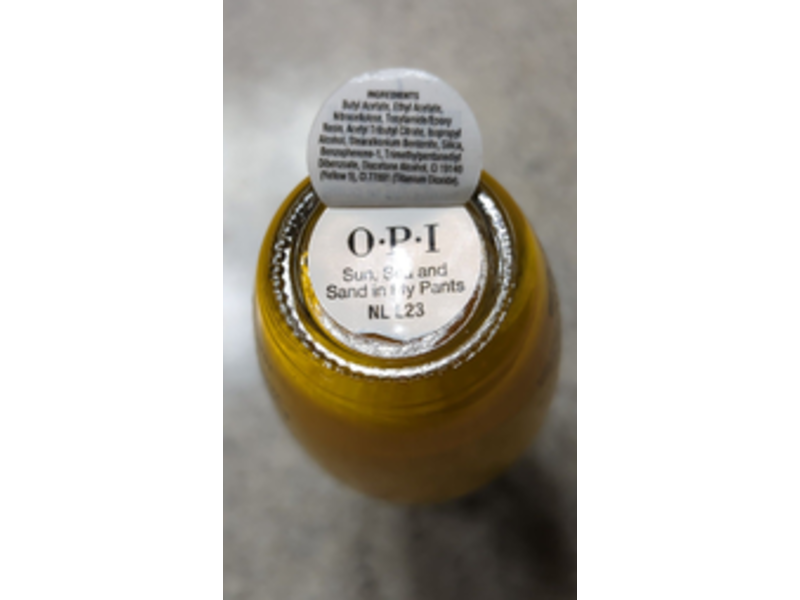 INGREDIENTS
Butyl Acetate, Ethyl Acetate,
Nitrocellulose, Tosylamide/Epoxy
Resin, Acetyl Tributyl Citrate, Isopropyl
Alcohol, Stearalkonium Bentonite, Silica,
Benzophenone-1, Trimethylpentanediyl
Dibenzoate, Diacetone Alcohol, CI 19140
(Yellow 5), CI 77891 (Titanium Dioxide).
O·P·I
Sun, Sea and
Sand in My Pants
NL L23